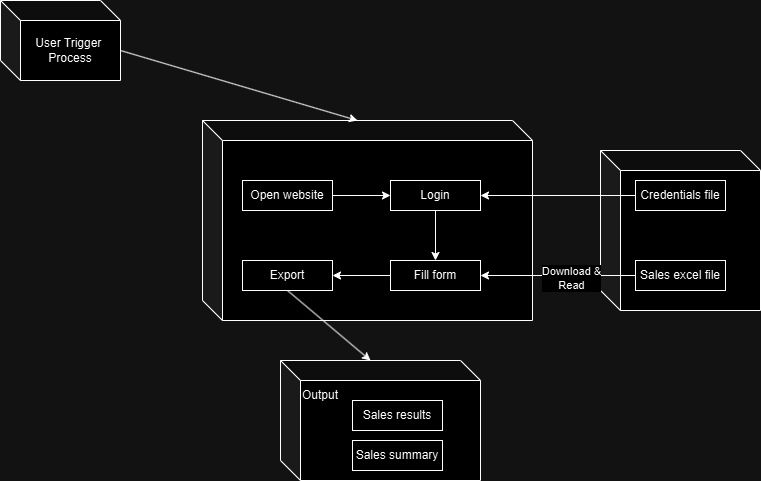 User Trigger
Process
Open website
Login
Credentials file
Export
Fill form
Download &
Read
Sales excel file
Output
Sales results
Sales summary